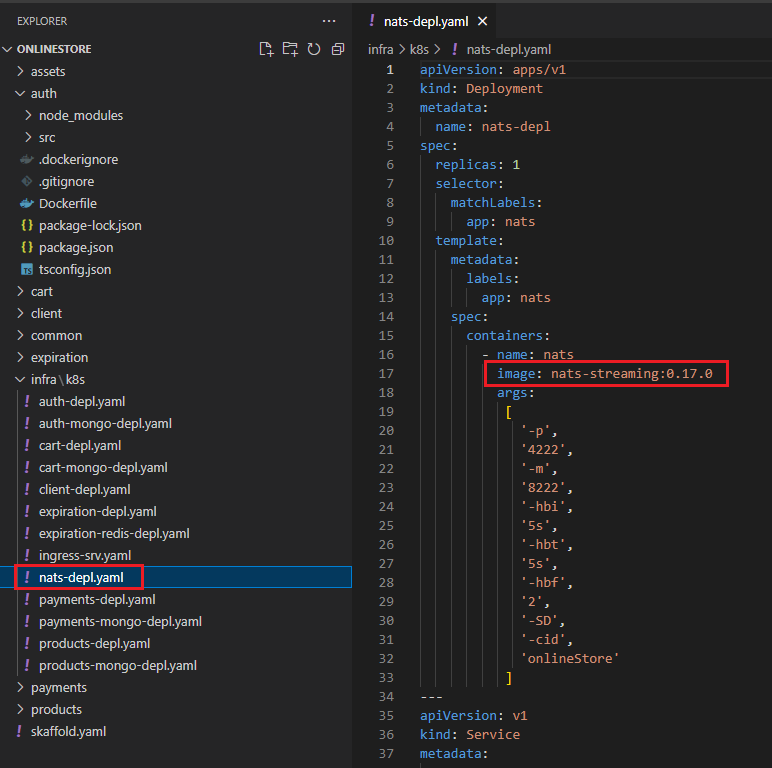 EXPLORER
ONLINESTORE
assets
auth
node_modules
src
.dockerignore
.gitignore
Dockerfile
package-lock.json
package.json
tsconfig.json
cart
client
common
expiration
infra\k8s
auth-depl.yaml
auth-mongo-depl.yaml
cart-depl.yaml
cart-mongo-depl.yaml
client-depl.yaml
expiration-depl.yaml
expiration-redis-depl.yaml
ingress-srv.yaml
nats-depl.yaml
payments-depl.yaml
payments-mongo-depl.yaml
products-depl.yaml
products-mongo-depl.yaml
payments
products
skaffold.yaml
! nats-depl.yaml ×
infra > k8s > ! nats-depl.yaml
1 apiVersion: apps/v1
2 kind: Deployment
3 metadata:
4 name: nats-depl
5 spec:
6 replicas: 1
7 selector:
8 matchLabels:
9 app: nats
10 template:
11 metadata:
12 labels:
13 app: nats
14 spec:
15 containers:
16 - name: nats
17 image: nats-streaming:0.17.0
18 args:
19 [
20 '-p',
21 '4222',
22 '-m',
23 '8222',
24 '-hbi',
25 '5s',
26 '-hbt',
27 '5s',
28 '-hbf',
29 '2',
30 '-SD',
31 '-cid',
32 'onlineStore'
33 ]
34 ---
35 apiVersion: v1
36 kind: Service
37 metadata: